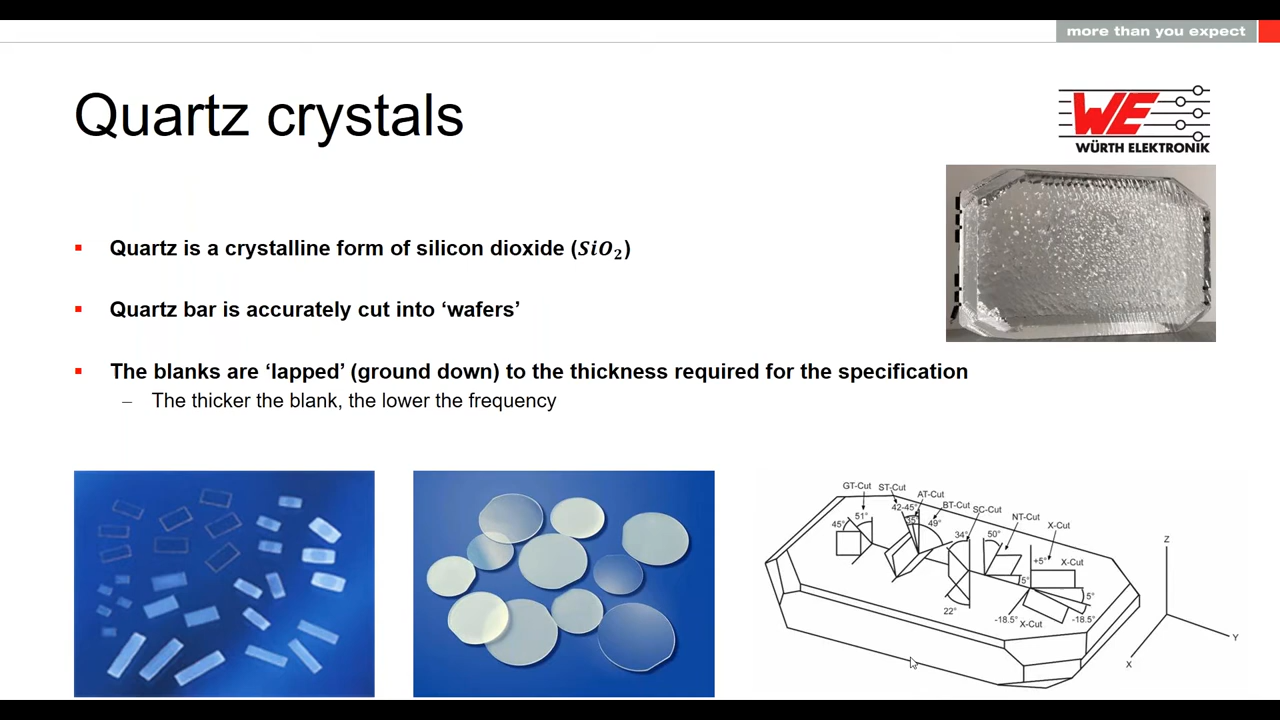 more than you expect
Quartz crystals
WE
WÜRTH ELEKTRONIK
▪ Quartz is a crystalline form of silicon dioxide (SiO₂)
▪ Quartz bar is accurately cut into ‘wafers’
▪ The blanks are ‘lapped’ (ground down) to the thickness required for the specification
– The thicker the blank, the lower the frequency
GT-Cut
ST-Cut
AT-Cut
BT-Cut
SC-Cut
NT-Cut
X-Cut
45°
51°
42-45°
49°
34°
50°
+5°
X-Cut
5°
5°
22°
-18.5°
X-Cut
-18.5°
Z
Y
X